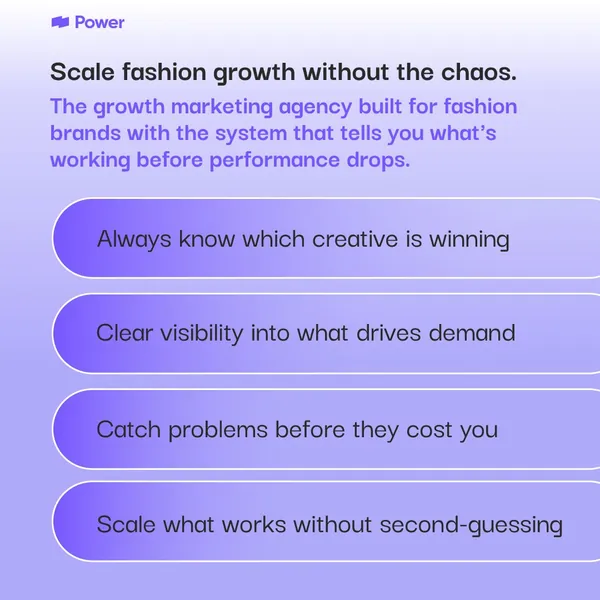 Power
Scale fashion growth without the chaos.
The growth marketing agency built for fashion
brands with the system that tells you what's
working before performance drops.
Always know which creative is winning
Clear visibility into what drives demand
Catch problems before they cost you
Scale what works without second-guessing